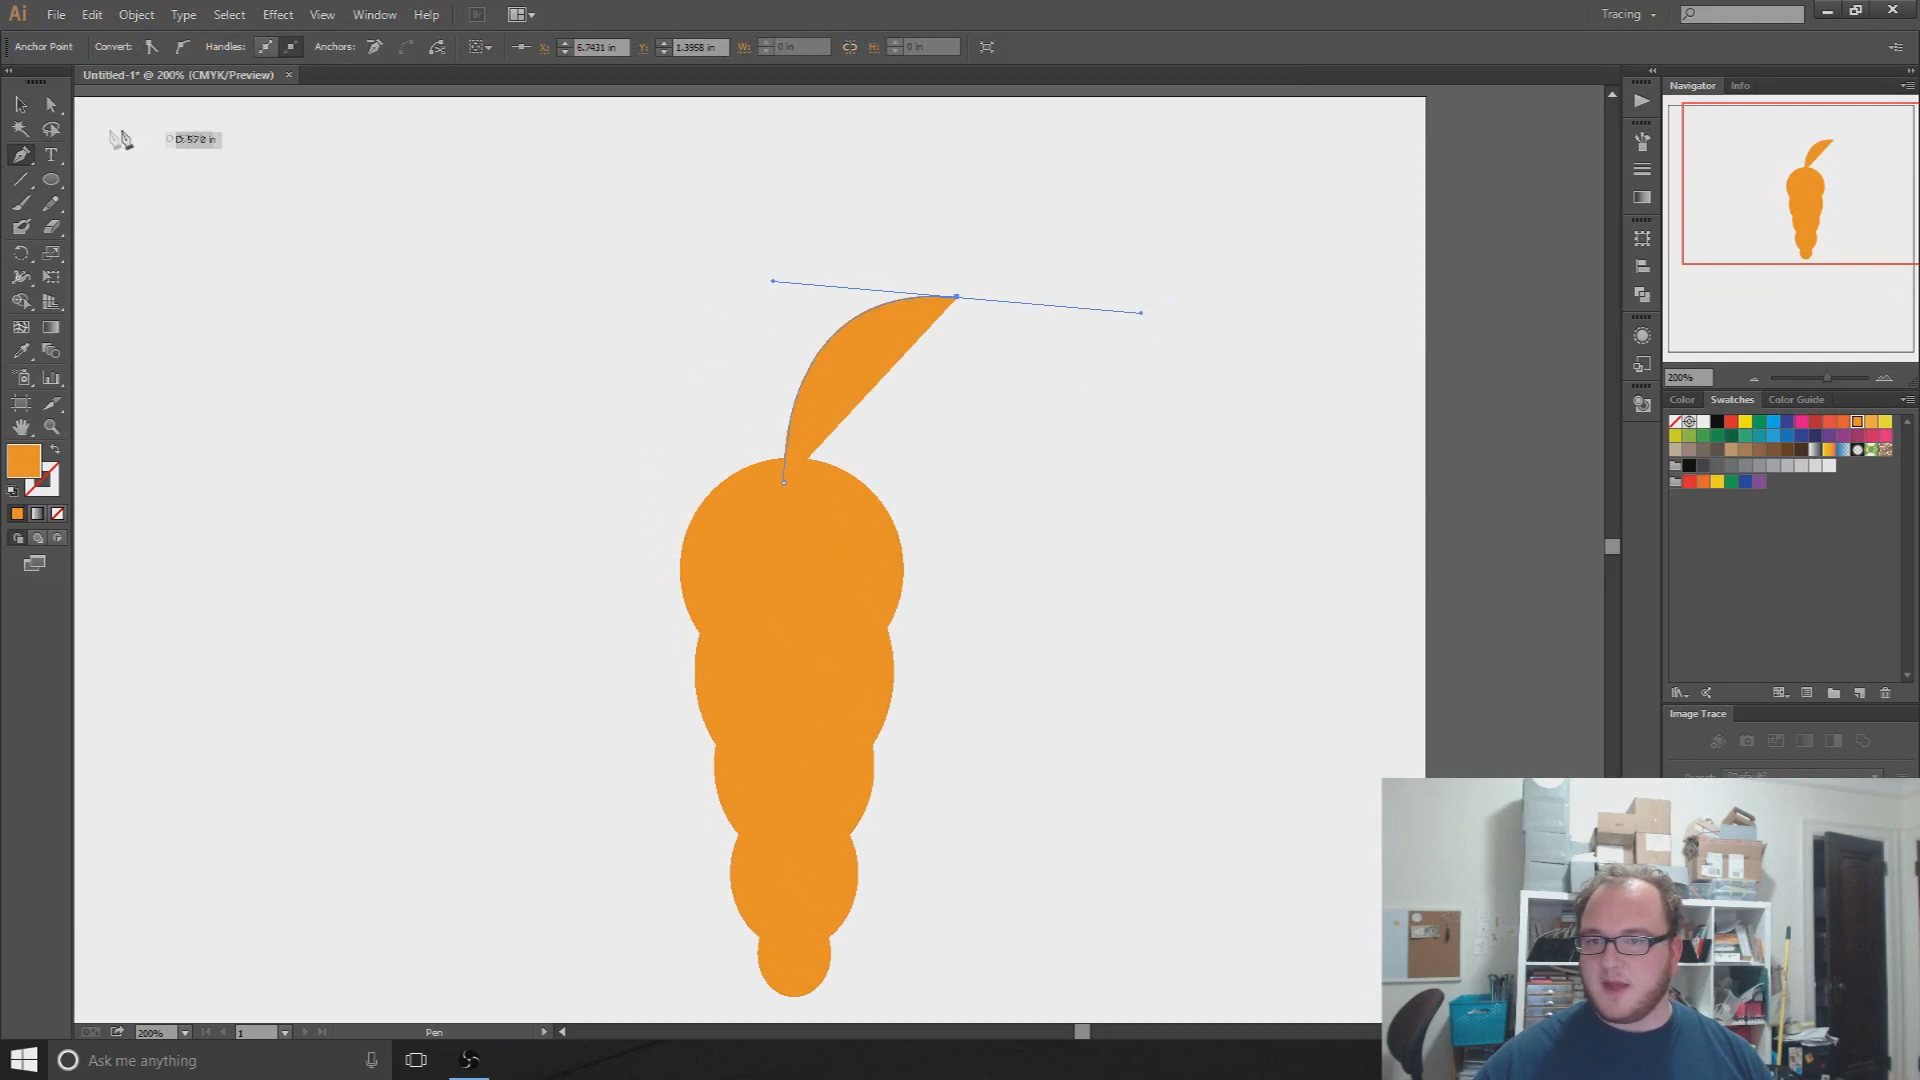 Ai File Edit Object Type Select Effect View Window Help Br Tracing
Anchor Point Convert: Handles: Anchors: X: 6.7431 in Y: 1.3958 in W: 0 in H: 0 in
Untitled-1* @ 200% (CMYK/Preview)
Navigator Info
200%
Color Swatches Color Guide
Image Trace
200% 1 Pen
Ask me anything